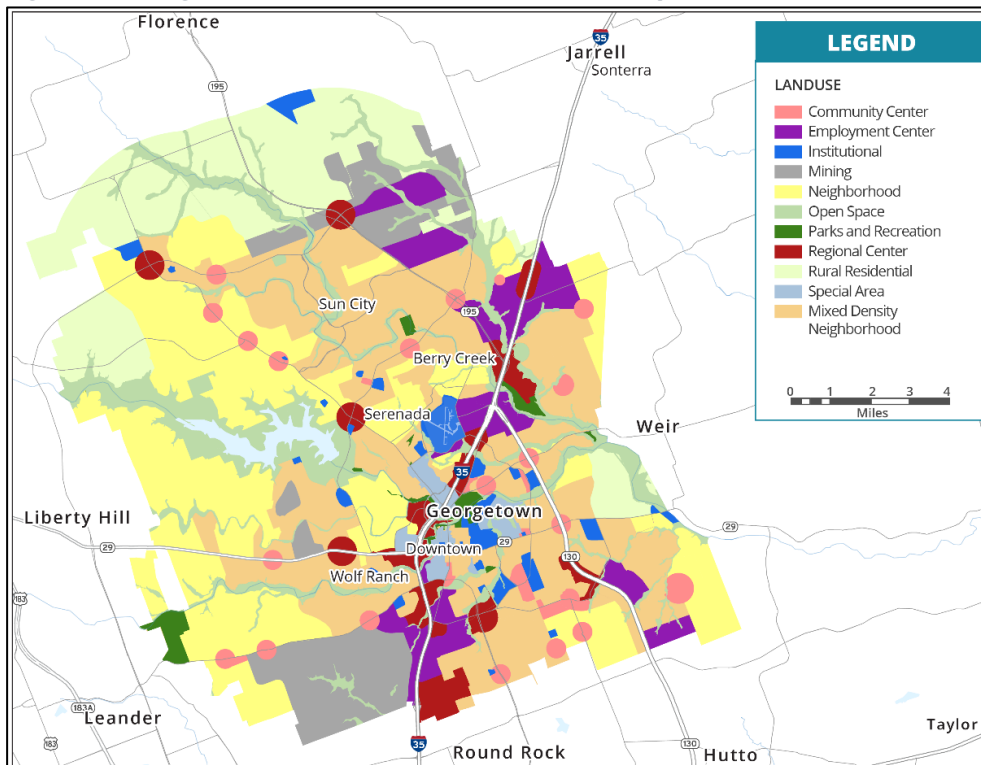 Florence
35
Jarrell
Sonterra
195
LEGEND
LANDUSE
Community Center
Employment Center
Institutional
Mining
Neighborhood
Open Space
Parks and Recreation
Regional Center
Rural Residential
Special Area
Mixed Density
Neighborhood
0 1 2 3 4
Miles
Sun City
195
Berry Creek
Serenada
Weir
35
Georgetown
Liberty Hill
29
29
Downtown
29
130
Wolf Ranch
183
183A
Leander
183
35
Round Rock
130
Hutto
Taylor